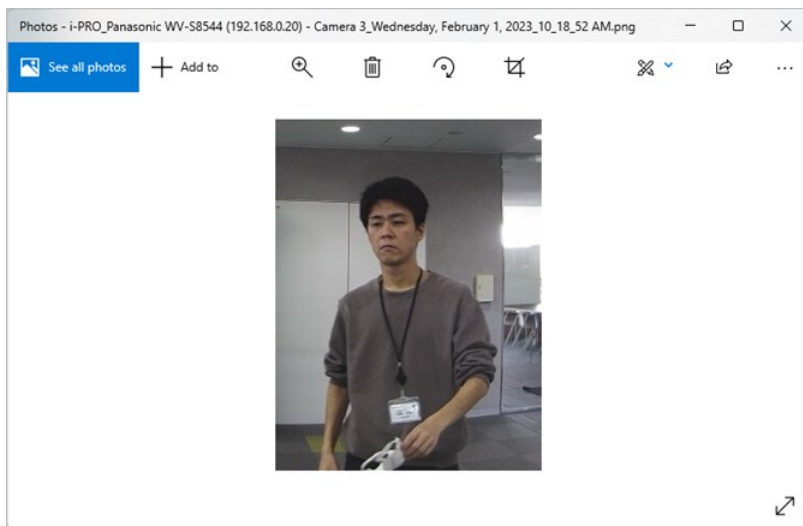 Photos - i-PRO_Panasonic WV-S8544 (192.168.0.20) - Camera 3_Wednesday, February 1, 2023_10_18_52 AM.png
See all photos
Add to